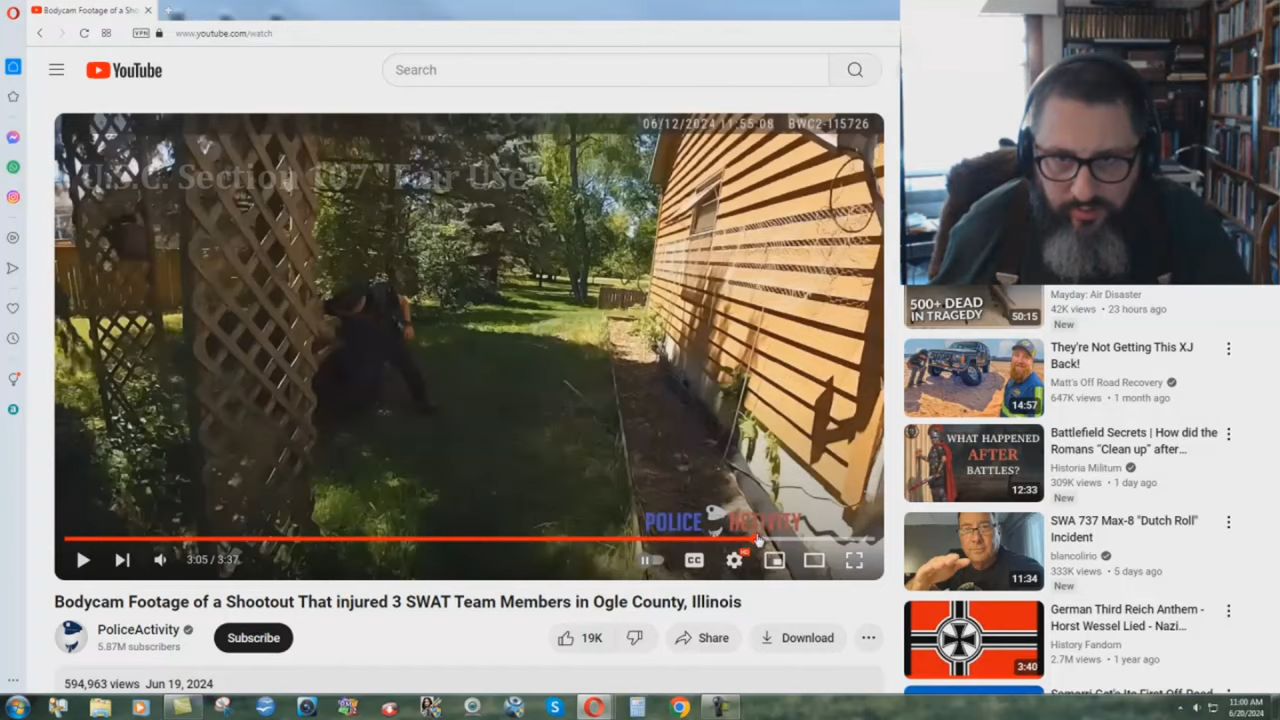 Bodycam Footage of a Sho
VPN
www.youtube.com/watch
YouTube
Search
06/12/2024 11:55:08 BWC2-115726
U.S.C. Section 107 "Fair Use"
POLICE ACTIVITY
3:05 / 3:37
CC
HD
Bodycam Footage of a Shootout That injured 3 SWAT Team Members in Ogle County, Illinois
PoliceActivity
5.87M subscribers
Subscribe
19K
Share
Download
594,963 views Jun 19, 2024
500+ DEAD
IN TRAGEDY
50:15
Mayday: Air Disaster
42K views • 23 hours ago
New
They're Not Getting This XJ
Back!
Matt's Off Road Recovery
647K views • 1 month ago
14:57
WHAT HAPPENED
AFTER
BATTLES?
12:33
Battlefield Secrets | How did the
Romans “Clean up” after...
Historia Militum
309K views • 1 day ago
New
SWA 737 Max-8 "Dutch Roll"
Incident
blancolirio
333K views • 5 days ago
New
11:34
German Third Reich Anthem -
Horst Wessel Lied - Nazi...
History Fandom
2.7M views • 1 year ago
3:40
11:00 AM
6/20/2024